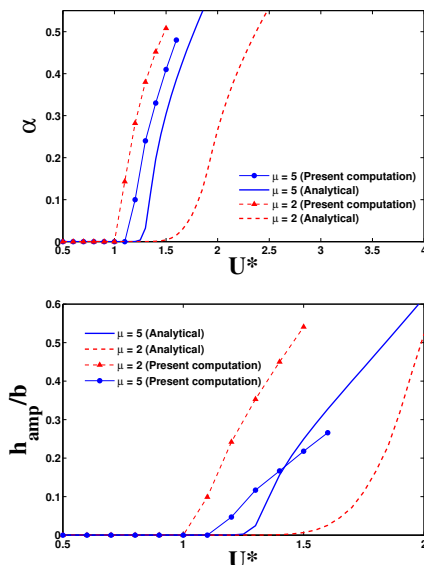 0.5
0.4
0.3
0.2
0.1
0
α
μ = 5 (Present computation)
μ = 5 (Analytical)
μ = 2 (Present computation)
μ = 2 (Analytical)
0.5 1 1.5 2 2.5 3 3.5 4
U*
0.6
0.5
0.4
0.3
0.2
0.1
0
h_amp/b
μ = 5 (Analytical)
μ = 2 (Analytical)
μ = 2 (Present computation)
μ = 5 (Present computation)
0.5 1 1.5 2
U*